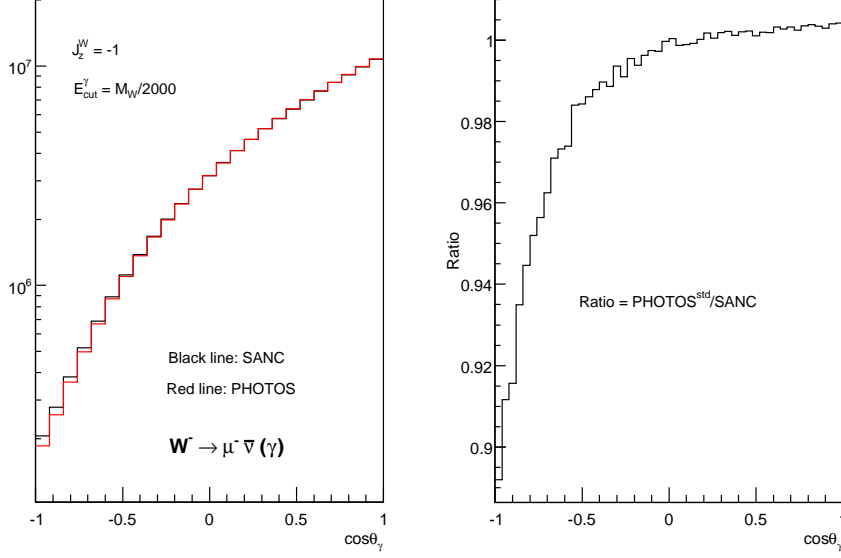 J_z^W = -1
E_cut^γ = M_W/2000
10^7
10^6
Black line: SANC
Red line: PHOTOS
W^- → μ^- ν̅ (γ)
-1 -0.5 0 0.5 1
cosθ_γ
Ratio
1
0.98
0.96
0.94
0.92
0.9
Ratio = PHOTOS^std/SANC
-1 -0.5 0 0.5 1
cosθ_γ